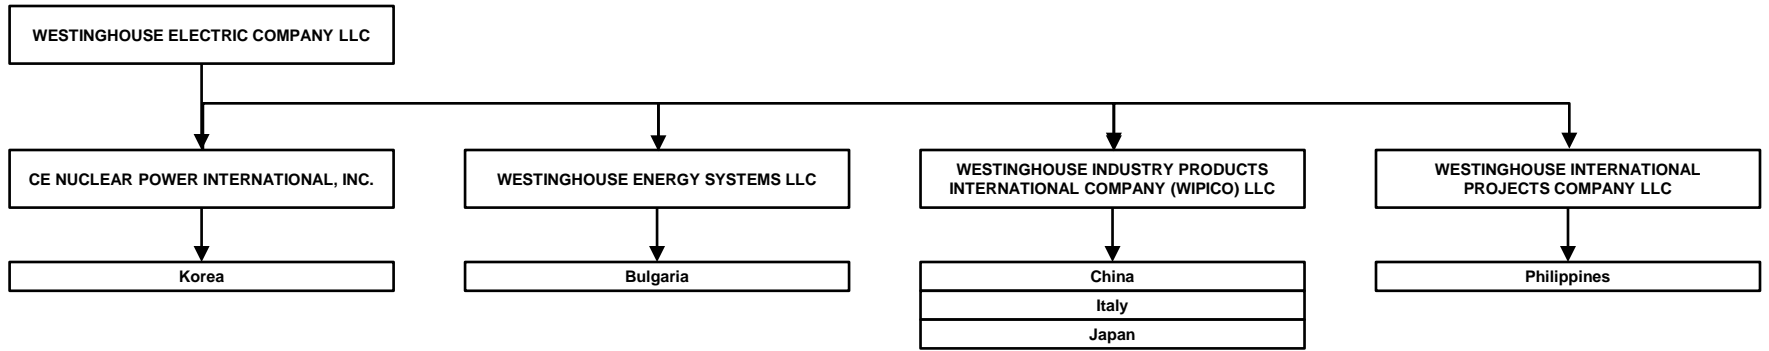 WESTINGHOUSE ELECTRIC COMPANY LLC
CE NUCLEAR POWER INTERNATIONAL, INC.
WESTINGHOUSE ENERGY SYSTEMS LLC
WESTINGHOUSE INDUSTRY PRODUCTS
INTERNATIONAL COMPANY (WIPICO) LLC
WESTINGHOUSE INTERNATIONAL
PROJECTS COMPANY LLC
Korea
Bulgaria
China
Italy
Japan
Philippines